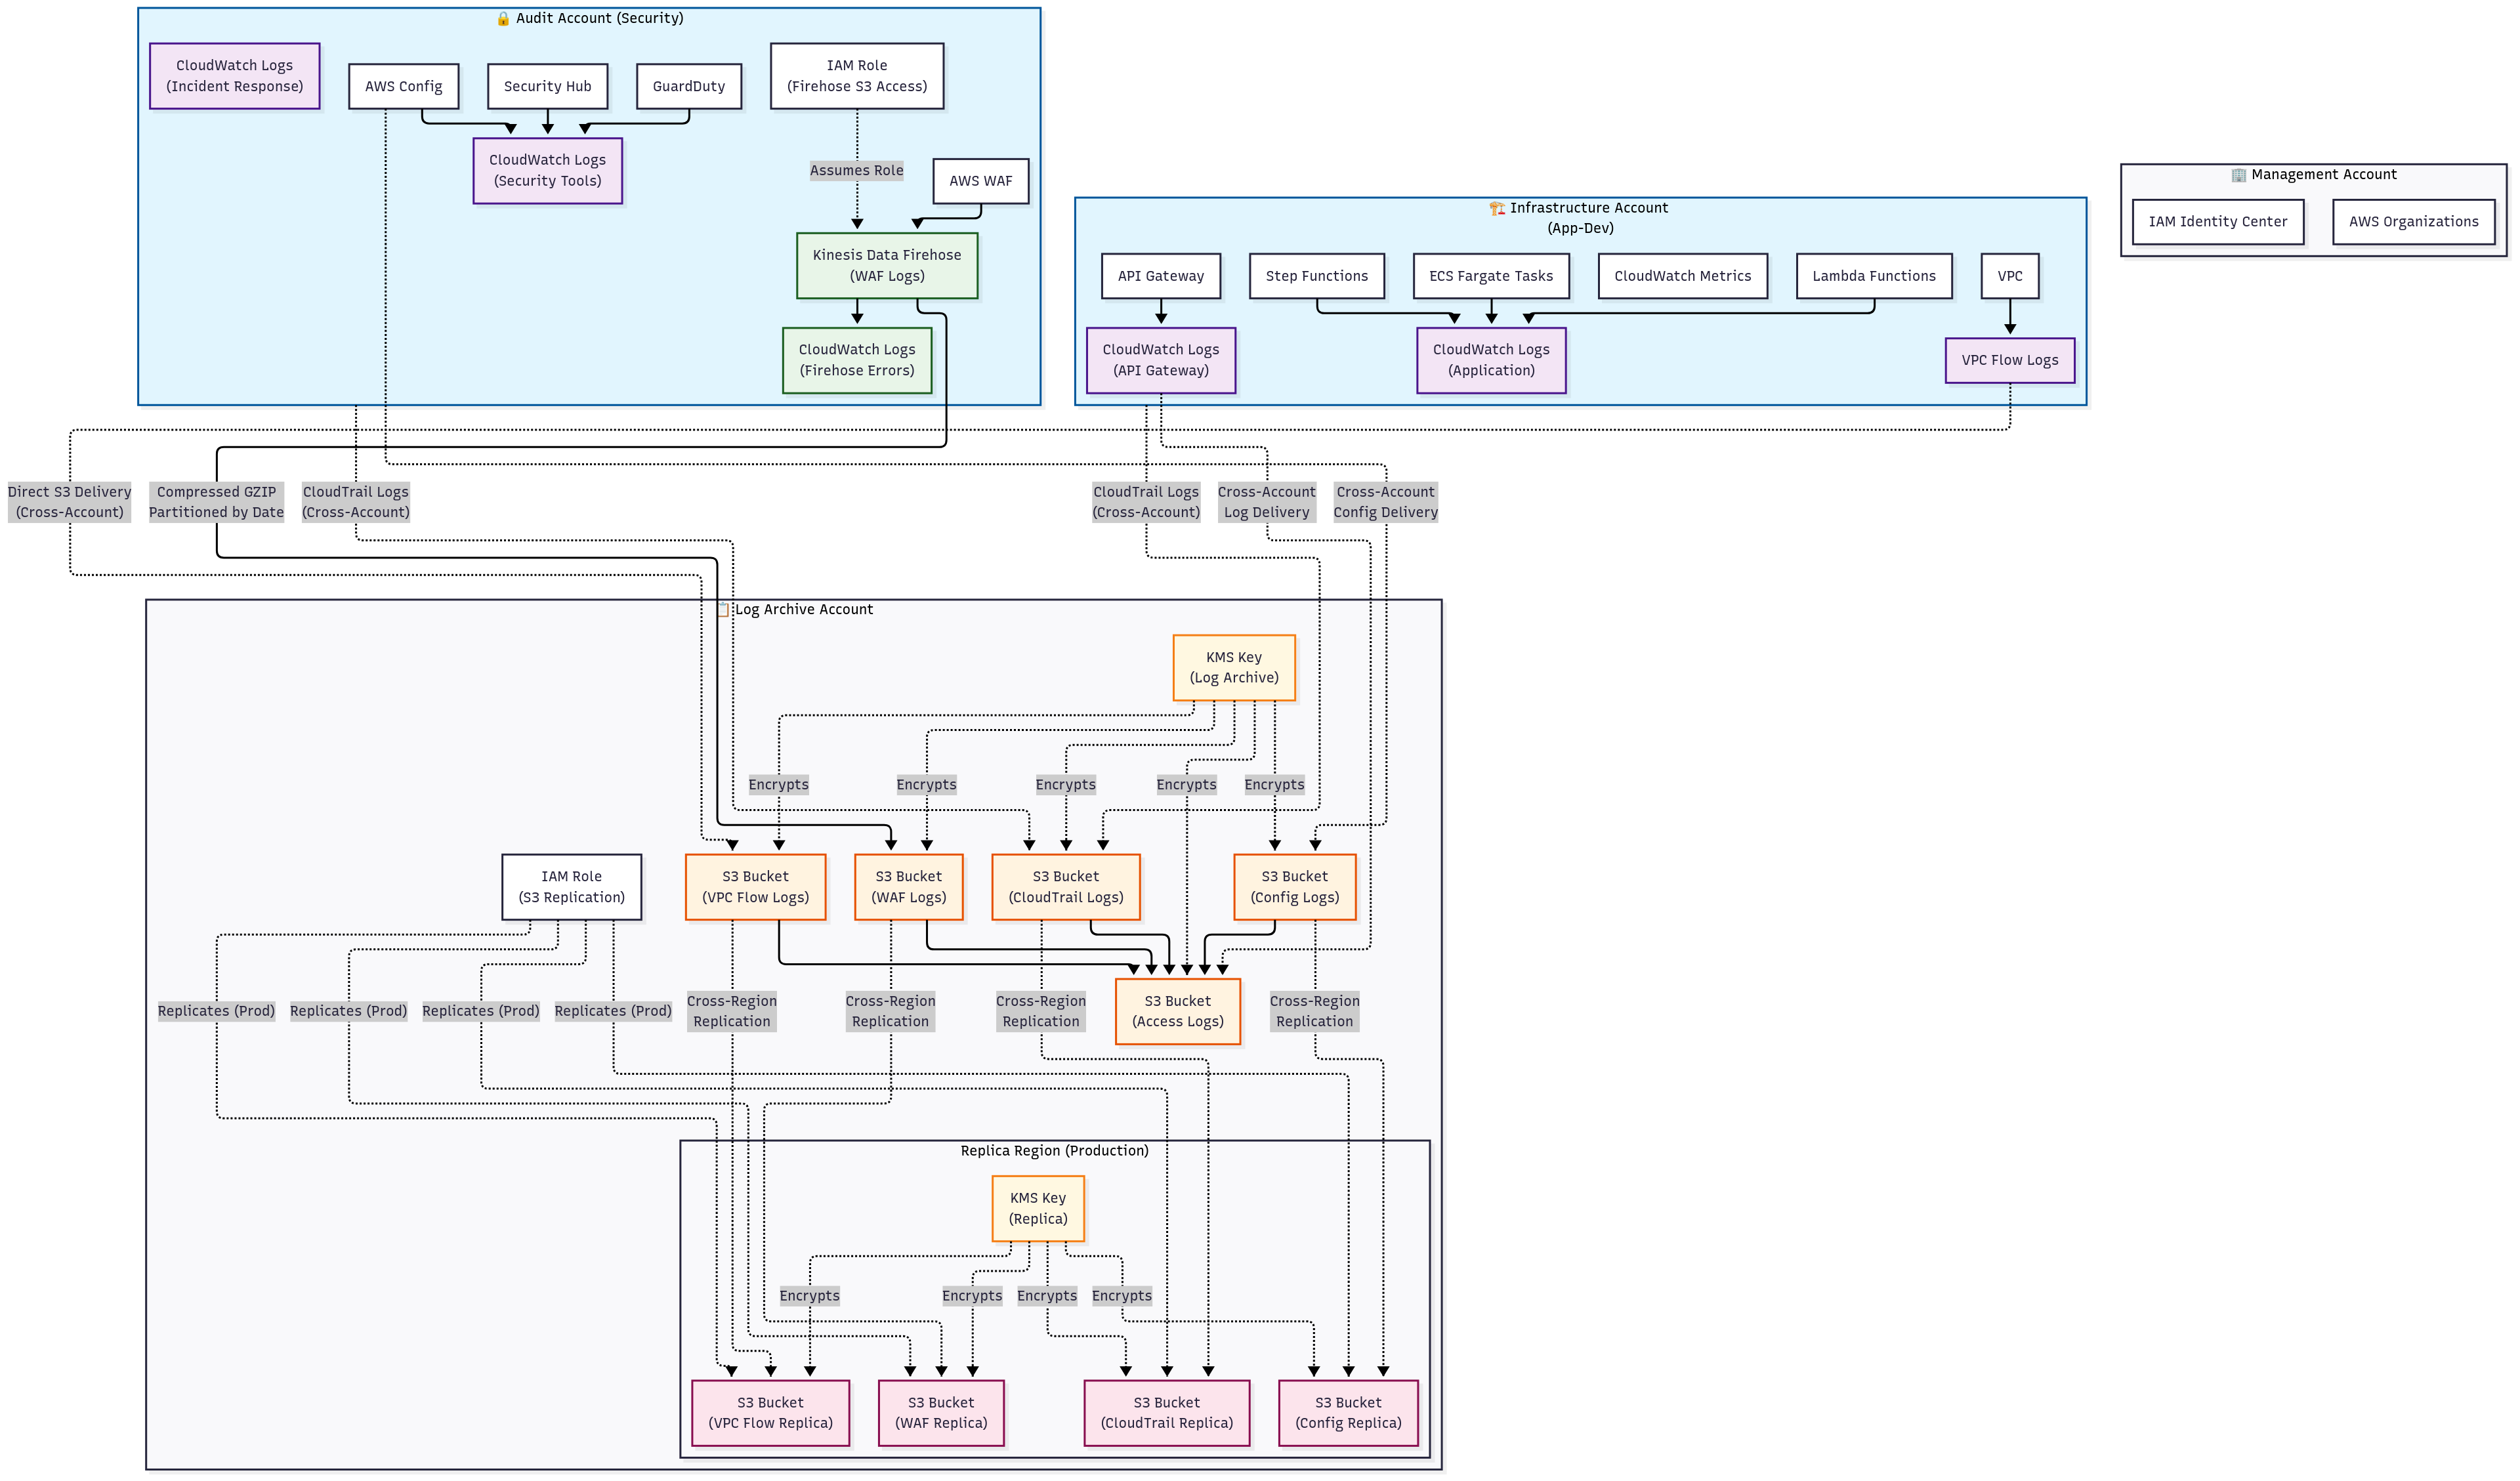 🔒 Audit Account (Security)
CloudWatch Logs
(Incident Response)
AWS Config
Security Hub
GuardDuty
IAM Role
(Firehose S3 Access)
CloudWatch Logs
(Security Tools)
Assumes Role
AWS WAF
Kinesis Data Firehose
(WAF Logs)
CloudWatch Logs
(Firehose Errors)
🏗️ Infrastructure Account
(App-Dev)
API Gateway
Step Functions
ECS Fargate Tasks
CloudWatch Metrics
Lambda Functions
VPC
CloudWatch Logs
(API Gateway)
CloudWatch Logs
(Application)
VPC Flow Logs
🏢 Management Account
IAM Identity Center
AWS Organizations
Direct S3 Delivery
(Cross-Account)
Compressed GZIP
Partitioned by Date
CloudTrail Logs
(Cross-Account)
CloudTrail Logs
(Cross-Account)
Cross-Account
Log Delivery
Cross-Account
Config Delivery
📋 Log Archive Account
KMS Key
(Log Archive)
Encrypts
Encrypts
Encrypts
Encrypts
Encrypts
IAM Role
(S3 Replication)
S3 Bucket
(VPC Flow Logs)
S3 Bucket
(WAF Logs)
S3 Bucket
(CloudTrail Logs)
S3 Bucket
(Config Logs)
Replicates (Prod)
Replicates (Prod)
Replicates (Prod)
Replicates (Prod)
Cross-Region
Replication
Cross-Region
Replication
Cross-Region
Replication
S3 Bucket
(Access Logs)
Cross-Region
Replication
Replica Region (Production)
KMS Key
(Replica)
Encrypts
Encrypts
Encrypts
Encrypts
S3 Bucket
(VPC Flow Replica)
S3 Bucket
(WAF Replica)
S3 Bucket
(CloudTrail Replica)
S3 Bucket
(Config Replica)